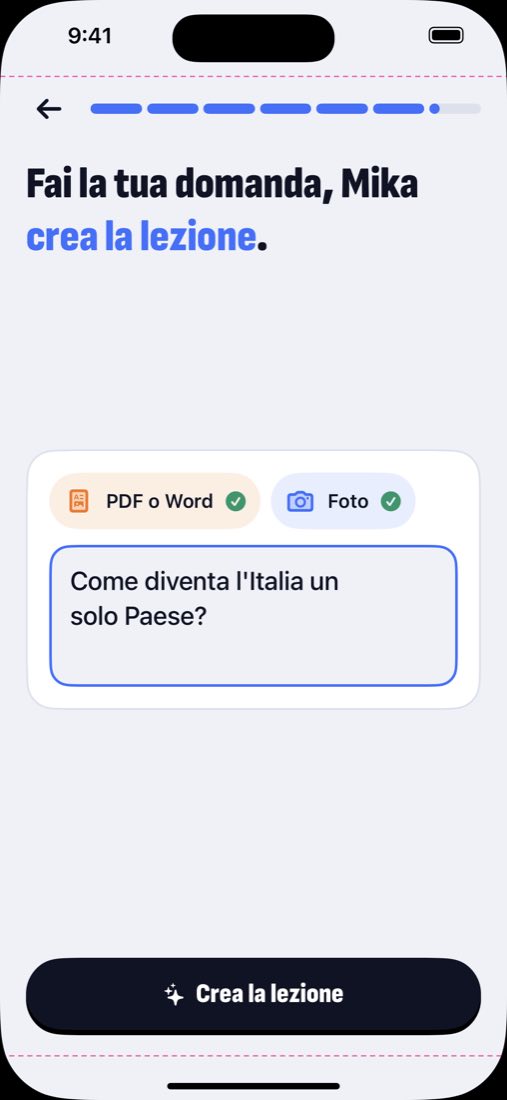 9:41
Fai la tua domanda, Mika
crea la lezione.
PDF o Word
Foto
Come diventa l'Italia un
solo Paese?
Crea la lezione